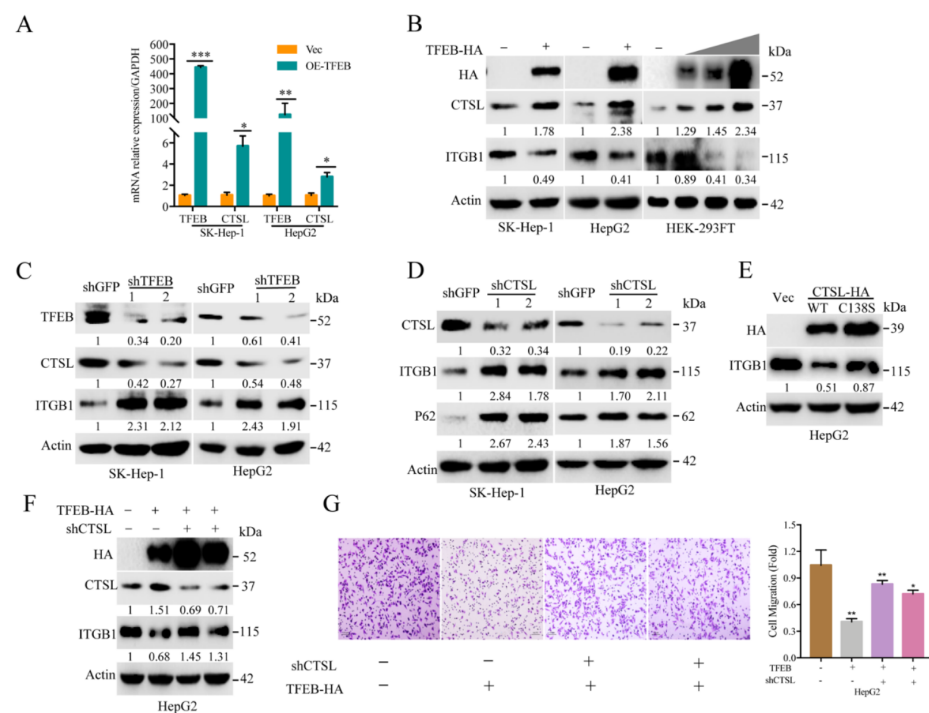 A
mRNA relative expression/GAPDH
600
500
400
300
200
100
8
6
4
2
0
Vec
OE-TFEB
*** * ** *
TFEB CTSL TFEB CTSL
SK-Hep-1 HepG2
B
TFEB-HA – + – + – kDa
HA 52
CTSL 37
1 1.78 1 2.38 1 1.29 1.45 2.34
ITGB1 115
1 0.49 1 0.41 1 0.89 0.41 0.34
Actin 42
SK-Hep-1 HepG2 HEK-293FT
C
shGFP shTFEB shGFP shTFEB
1 2 1 2 kDa
TFEB 52
1 0.34 0.20 1 0.61 0.41
CTSL 37
1 0.42 0.27 1 0.54 0.48
ITGB1 115
1 2.31 2.12 1 2.43 1.91
Actin 42
SK-Hep-1 HepG2
D
shGFP shCTSL shGFP shCTSL
1 2 1 2 kDa
CTSL 37
1 0.32 0.34 1 0.19 0.22
ITGB1 115
1 2.84 1.78 1 1.70 2.11
P62 62
1 2.67 2.43 1 1.87 1.56
Actin 42
SK-Hep-1 HepG2
E
Vec CTSL-HA
WT C138S kDa
HA 39
ITGB1 115
1 0.51 0.87
Actin 42
HepG2
F
TFEB-HA – + + +
shCTSL – – + + kDa
HA 52
CTSL 37
1 1.51 0.69 0.71
ITGB1 115
1 0.68 1.45 1.31
Actin 42
HepG2
G
shCTSL – – + +
TFEB-HA – + + +
Cell Migration (Fold)
1.5
1.2
0.9
0.6
0.3
0.0
** ** *
TFEB - + + +
shCTSL - - + +
HepG2